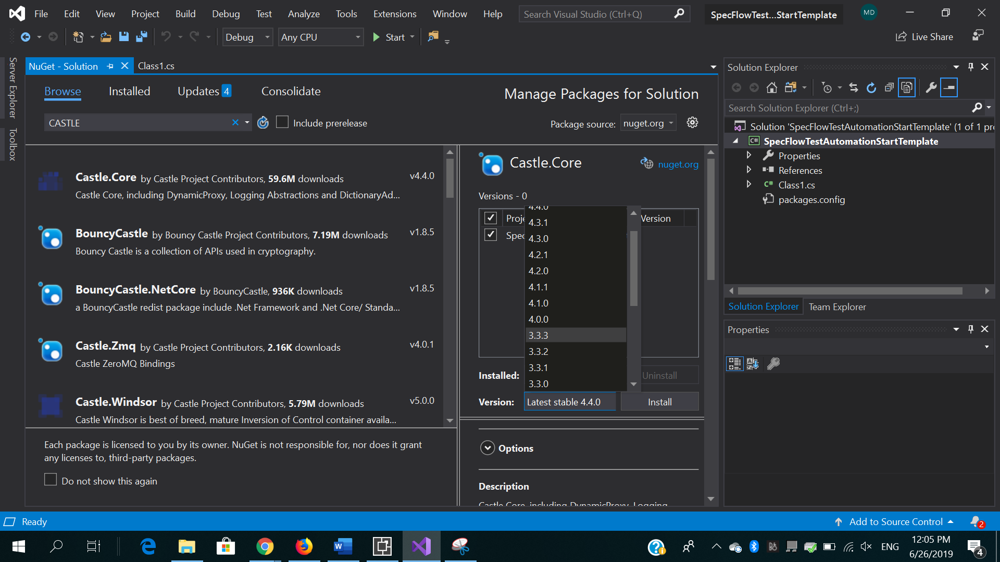 File Edit View Project Build Debug Test Analyze Tools Extensions Window Help Search Visual Studio (Ctrl+Q) SpecFlowTest...StartTemplate MD
Debug Any CPU Start Live Share
Server Explorer
Toolbox
NuGet - Solution Class1.cs
Browse Installed Updates 4 Consolidate Manage Packages for Solution
CASTLE Include prerelease Package source: nuget.org
Castle.Core by Castle Project Contributors, 59.6M downloads v4.4.0
Castle Core, including DynamicProxy, Logging Abstractions and DictionaryAd...
BouncyCastle by Bouncy Castle Project Contributors, 7.19M downloads v1.8.5
Bouncy Castle is a collection of APIs used in cryptography.
BouncyCastle.NetCore by BouncyCastle, 936K downloads v1.8.5
a BouncyCastle redist package include .Net Framework and .Net Core/ Standa...
Castle.Zmq by Castle Project Contributors, 2.16K downloads v4.0.1
Castle ZeroMQ Bindings
Castle.Windsor by Castle Project Contributors, 5.79M downloads v5.0.0
Castle Windsor is best of breed, mature Inversion of Control container availa...
Each package is licensed to you by its owner. NuGet is not responsible for, nor does it grant
any licenses to, third-party packages.
Do not show this again
Castle.Core nuget.org
Versions - 0
Proje Version
Spec
4.4.0
4.3.1
4.3.0
4.2.1
4.2.0
4.1.1
4.1.0
4.0.0
3.3.3
3.3.2
3.3.1
3.3.0
Installed: Uninstall
Version: Latest stable 4.4.0 Install
Options
Description
Castle Core, including DynamicProxy, Logging
Solution Explorer
Search Solution Explorer (Ctrl+;)
Solution 'SpecFlowTestAutomationStartTemplate' (1 of 1 pro
C# SpecFlowTestAutomationStartTemplate
Properties
References
C# Class1.cs
packages.config
Solution Explorer Team Explorer
Properties
Ready Add to Source Control 2
ENG 12:05 PM
6/26/2019 4